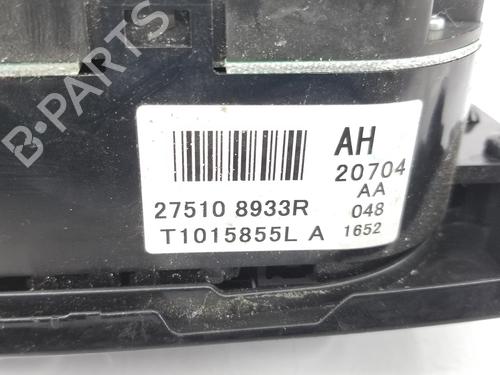 B-PARTS
AH
20704
AA
27510 8933R
048
T1015855L A
1652